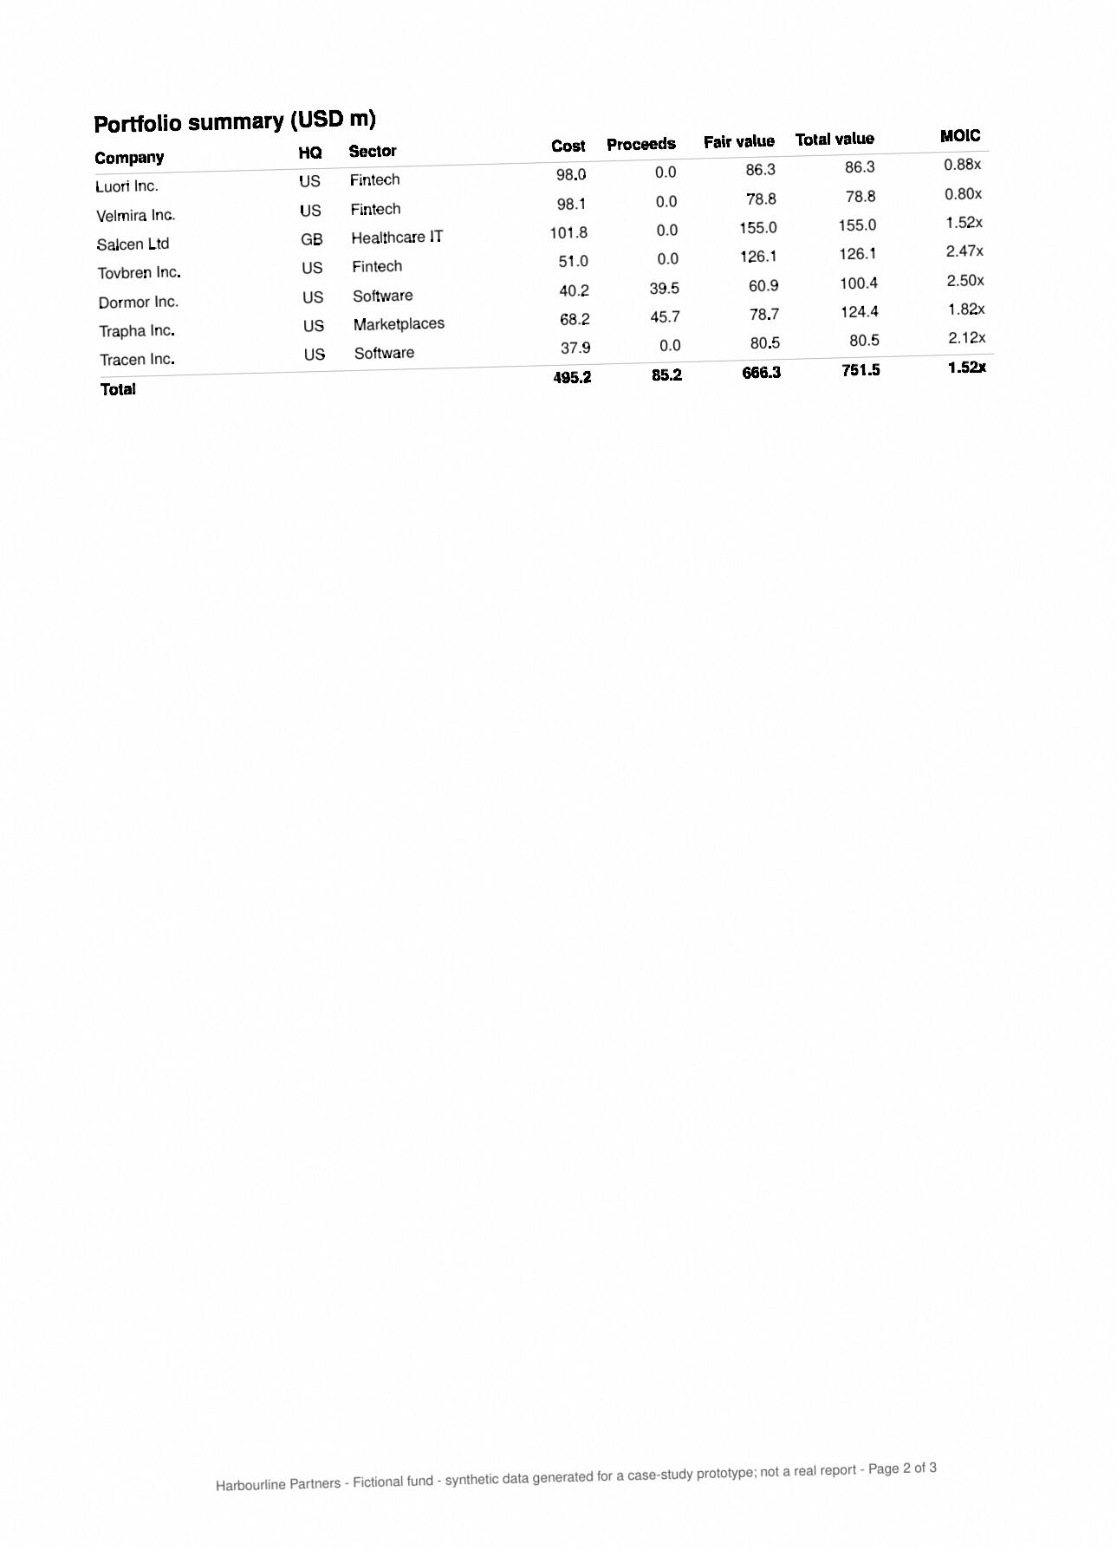 Portfolio summary (USD m)
Company HQ Sector Cost Proceeds Fair value Total value MOIC
Luori Inc. US Fintech 98.0 0.0 86.3 86.3 0.88x
Velmira Inc. US Fintech 98.1 0.0 78.8 78.8 0.80x
Salcen Ltd GB Healthcare IT 101.8 0.0 155.0 155.0 1.52x
Tovbren Inc. US Fintech 51.0 0.0 126.1 126.1 2.47x
Dormor Inc. US Software 40.2 39.5 60.9 100.4 2.50x
Trapha Inc. US Marketplaces 68.2 45.7 78.7 124.4 1.82x
Tracen Inc. US Software 37.9 0.0 80.5 80.5 2.12x
Total 495.2 85.2 666.3 751.5 1.52x
Harbourline Partners - Fictional fund - synthetic data generated for a case-study prototype; not a real report - Page 2 of 3